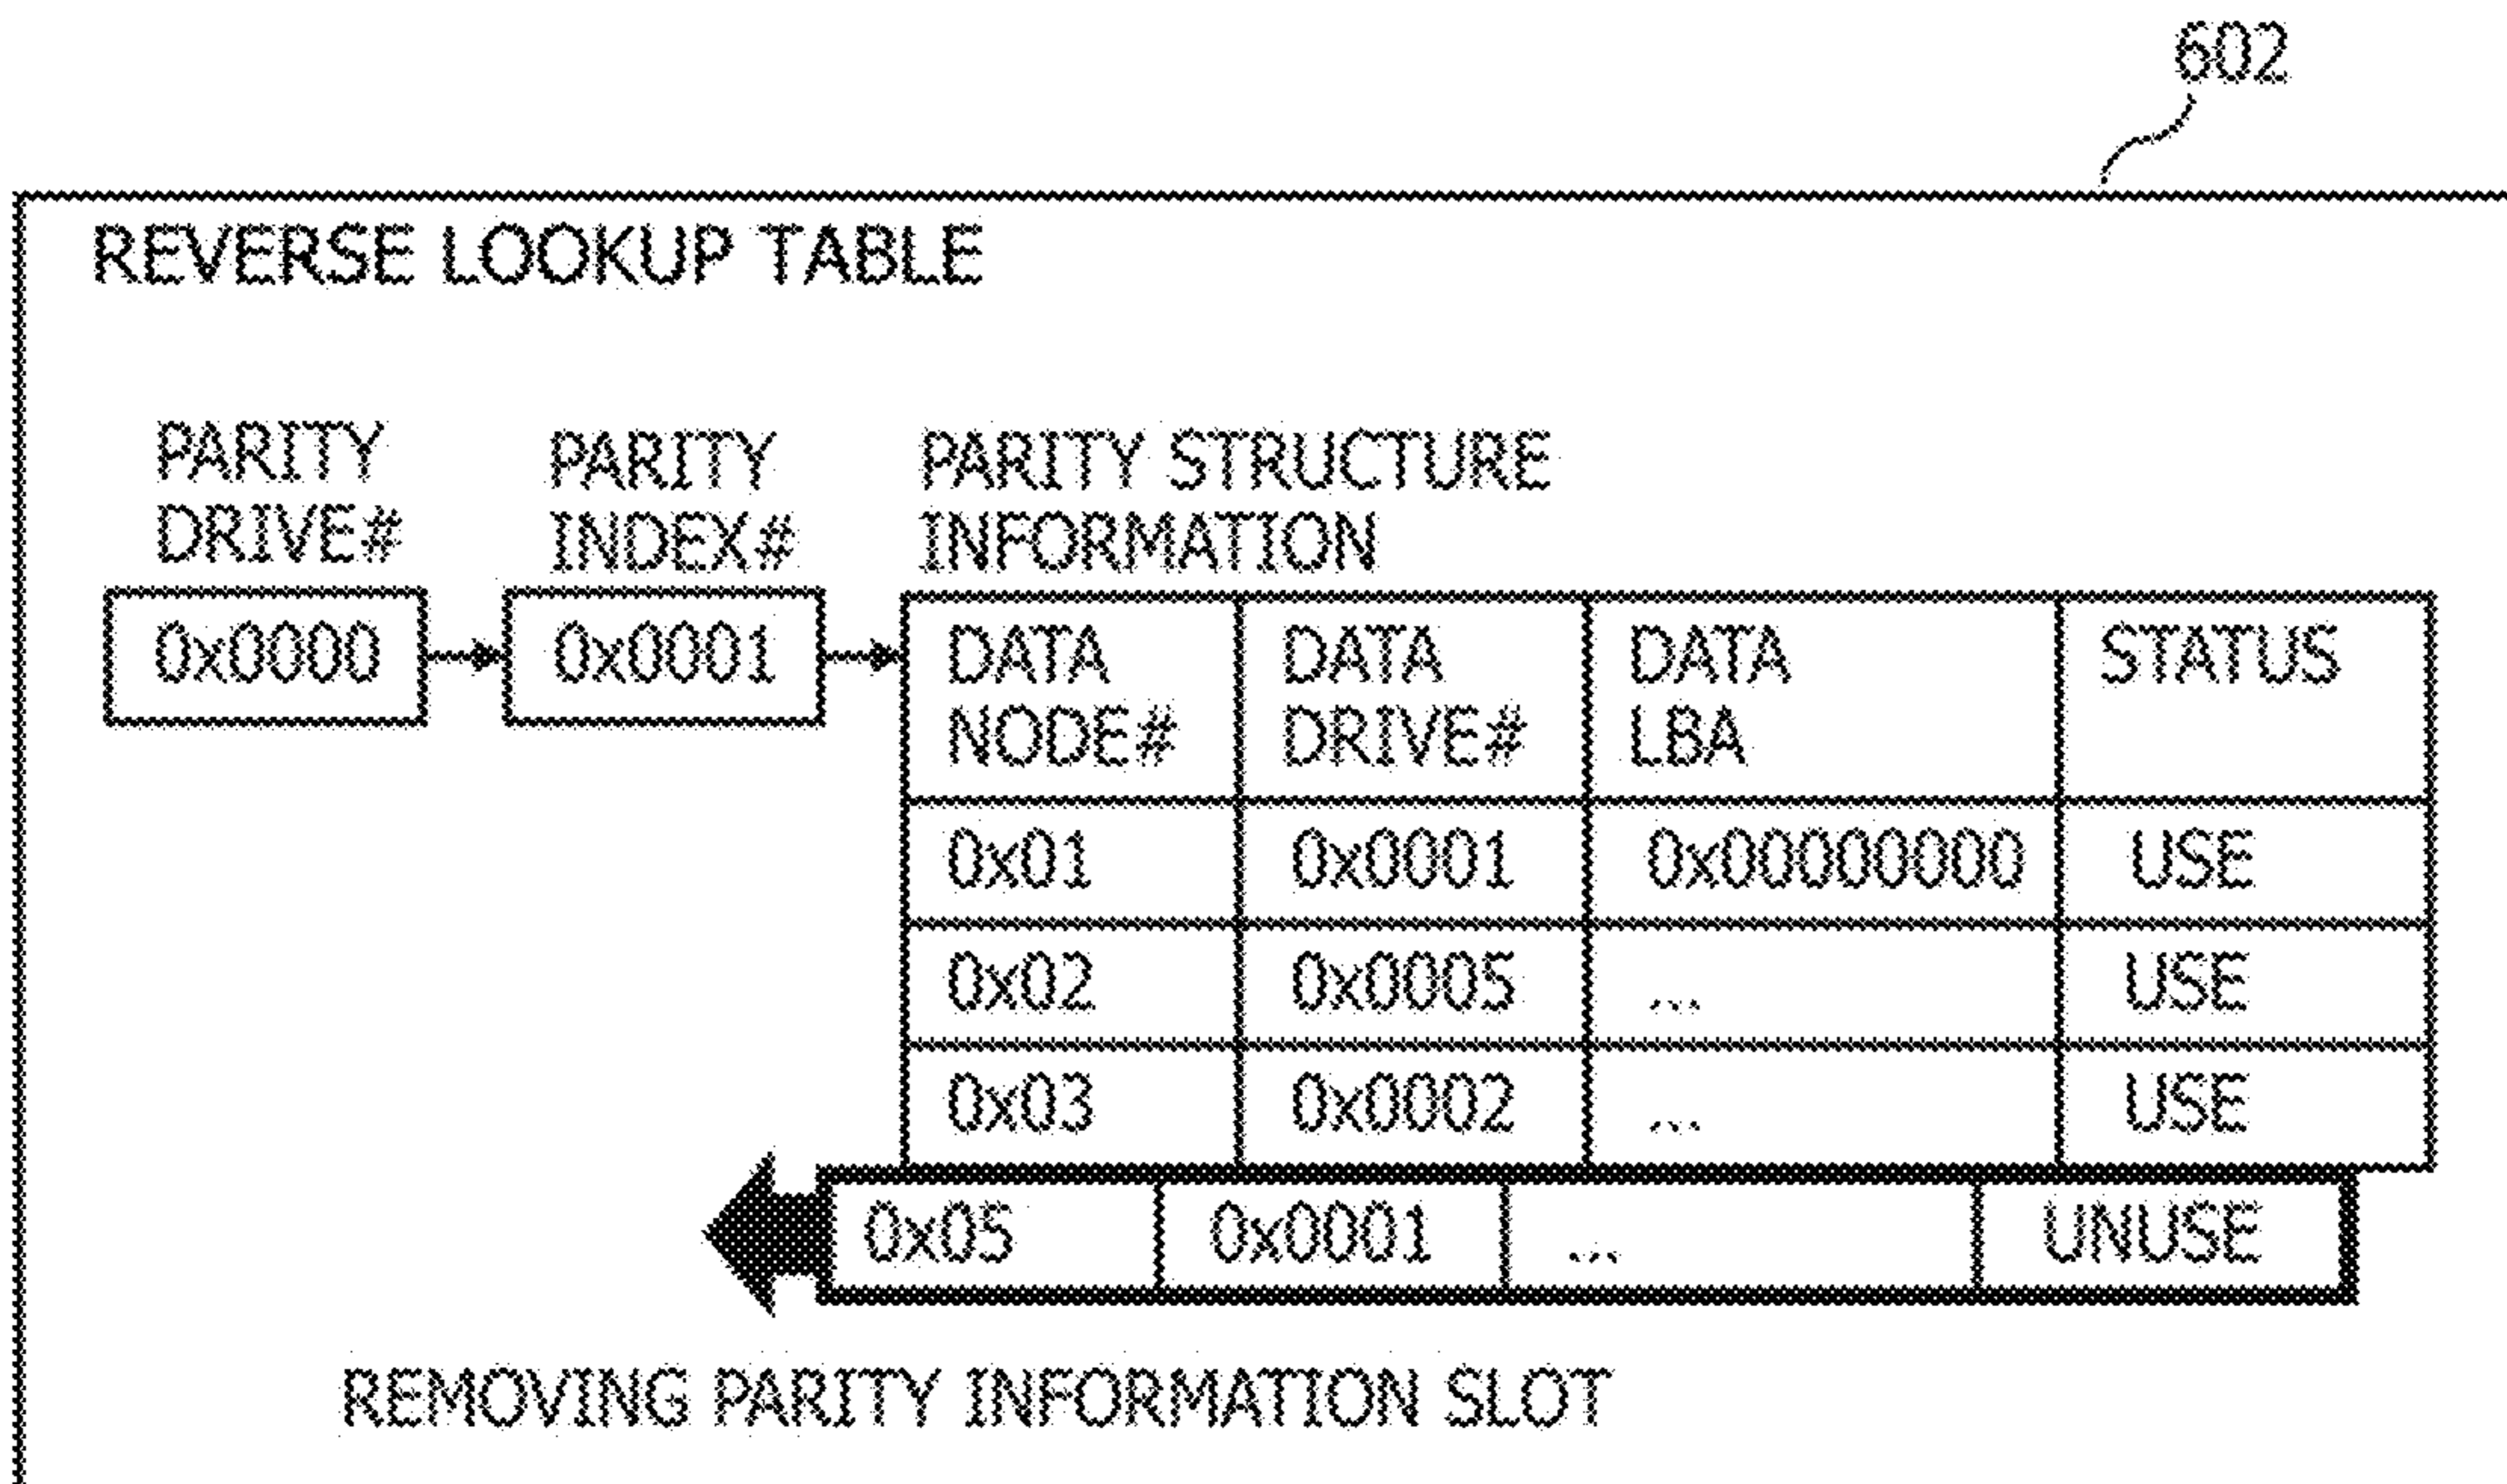 602
REVERSE LOOKUP TABLE
PARITY DRIVE#
PARITY INDEX#
PARITY STRUCTURE INFORMATION
0x0000
0x0001
DATA NODE# DATA DRIVE# DATA LBA STATUS
0x01 0x0001 0x00000000 USE
0x02 0x0005 ... USE
0x03 0x0002 ... USE
0x05 0x0001 ... UNUSE
REMOVING PARITY INFORMATION SLOT